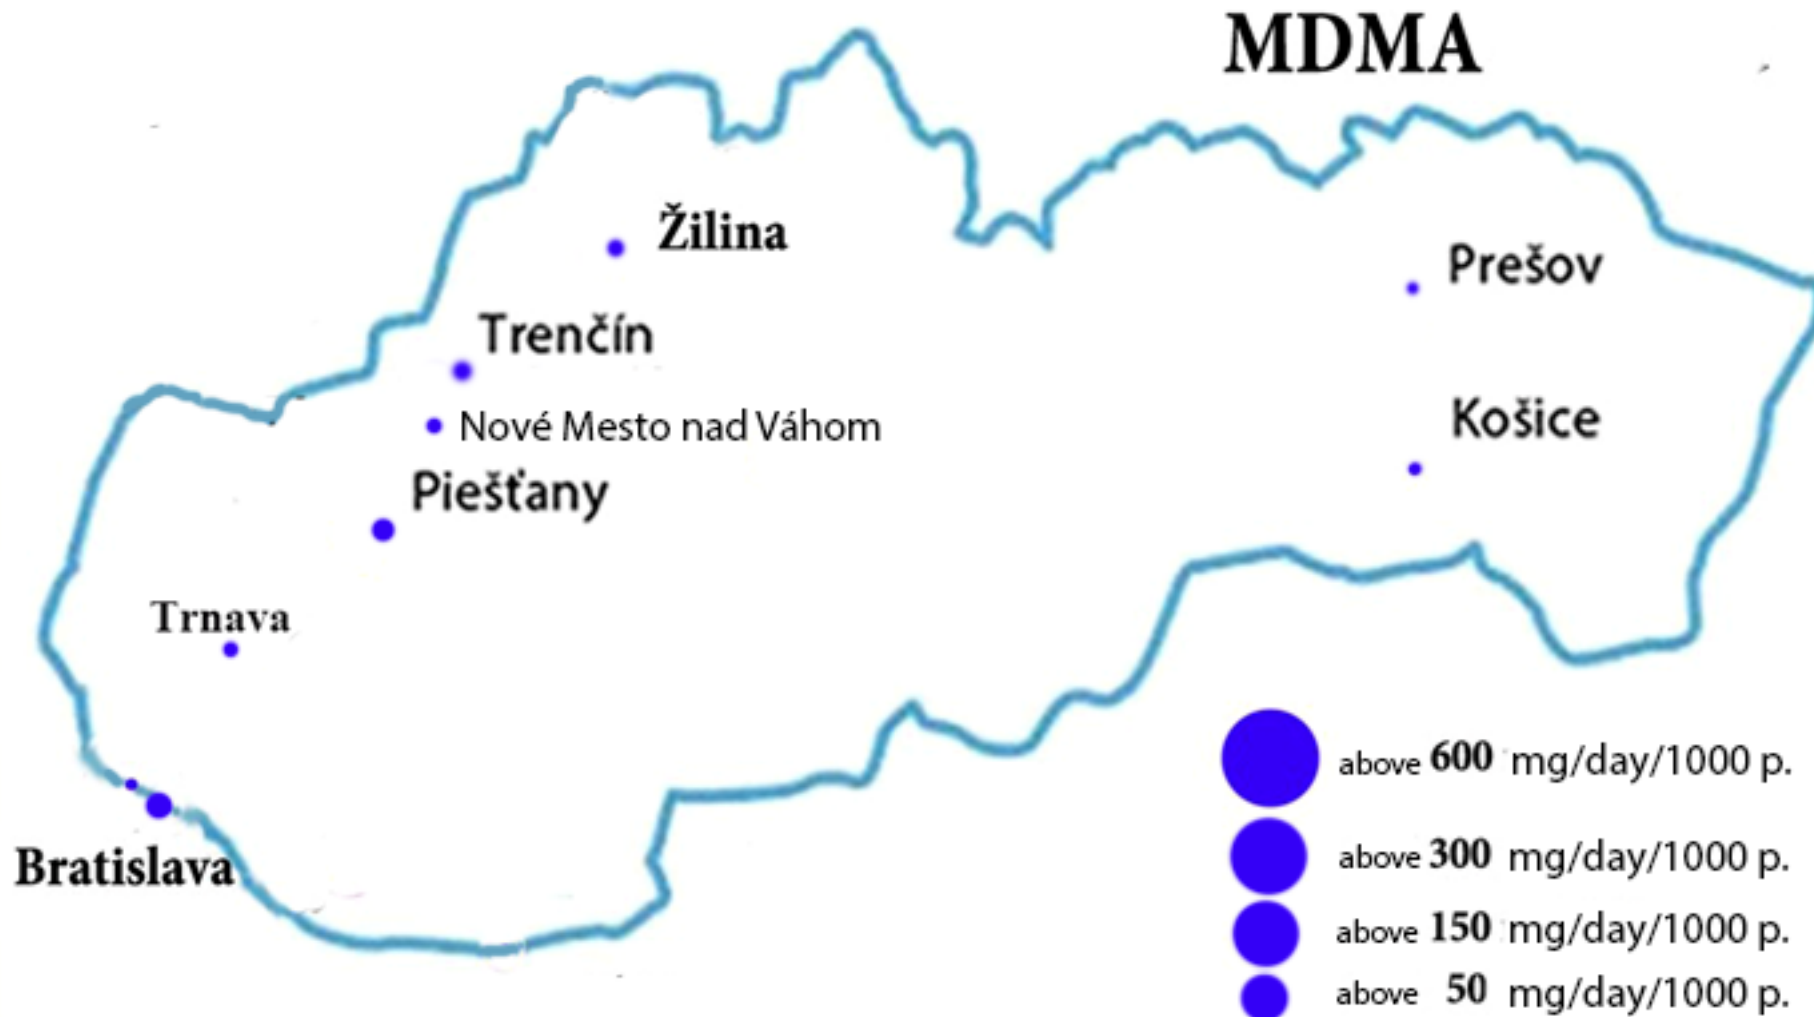 MDMA
Žilina
Prešov
Trenčín
Nové Mesto nad Váhom
Košice
Piešťany
Trnava
Bratislava
above 600 mg/day/1000 p.
above 300 mg/day/1000 p.
above 150 mg/day/1000 p.
above 50 mg/day/1000 p.